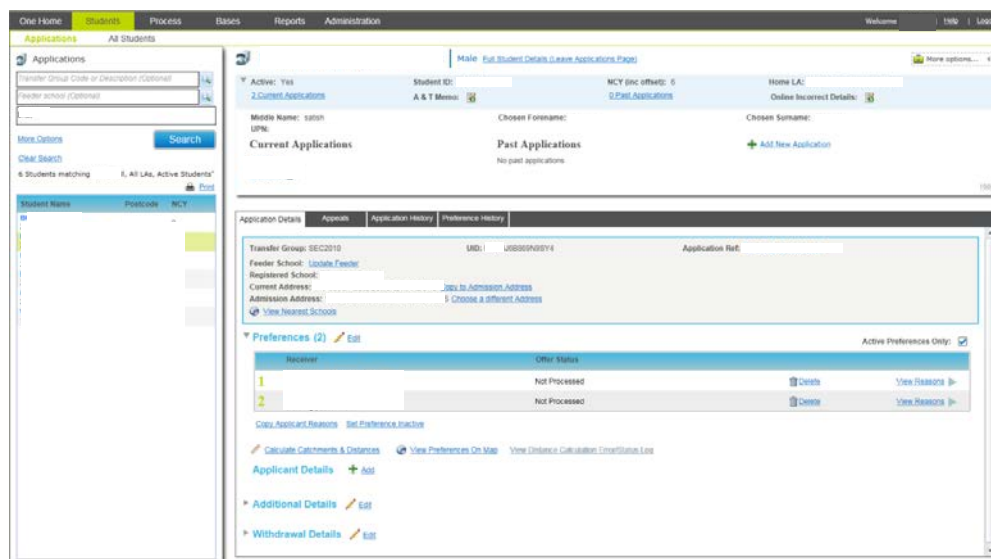 One Home Students Process Bases Reports Administration Welcome | Help | Logo
Applications All Students
Applications
Transfer Group Code or Description (Optional)
Feeder school (Optional)
More Options Search
Clear Search
6 Students matching ll, All LAs, Active Students"
Print
Student Name Postcode NCY
Male Full Student Details (Leave Applications Page) More options...
Active: Yes Student ID: NCY (inc offset): 6 Home LA:
2 Current Applications A & T Memo: 0 Past Applications Online Incorrect Details:
Middle Name: satish Chosen Forename: Chosen Surname:
UPN:
Current Applications Past Applications Add New Application
No past applications
Application Details Appeals Application History Preference History
Transfer Group: SEC2010 UID: Application Ref:
Feeder School: Update Feeder
Registered School:
Current Address: Copy to Admission Address
Admission Address: Choose a different Address
View Nearest Schools
Preferences (2) Edit Active Preferences Only:
Receiver Offer Status
1 Not Processed Delete View Reasons
2 Not Processed Delete View Reasons
Copy Applicant Reasons Set Preference Inactive
Calculate Catchments & Distances View Preferences On Map View Distance Calculation Error/Status Log
Applicant Details Add
Additional Details Edit
Withdrawal Details Edit